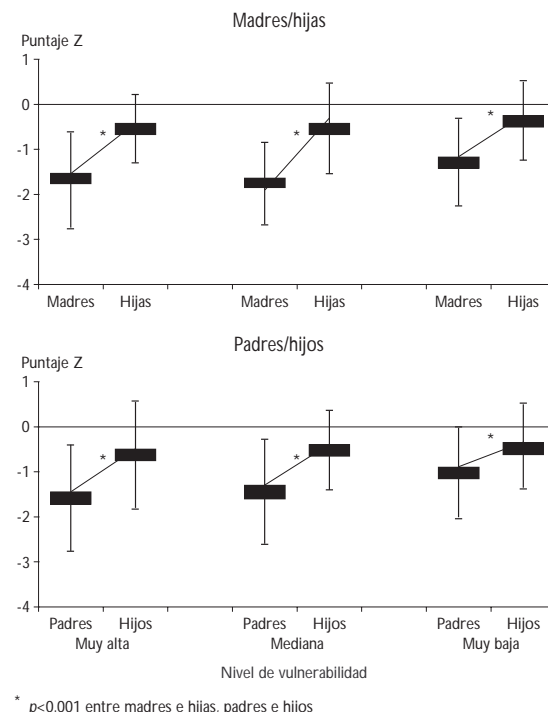 Madres/hijas
Puntaje Z
1
0
-1
-2
-3
-4
*
*
*
Madres Hijas Madres Hijas Madres Hijas
Padres/hijos
Puntaje Z
1
0
-1
-2
-3
-4
*
*
*
Padres Hijos Padres Hijos Padres Hijos
Muy alta Mediana Muy baja
Nivel de vulnerabilidad
* p<0.001 entre madres e hijas, padres e hijos